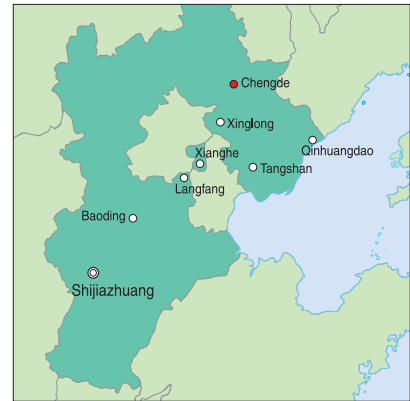 Chengde
Xinglong
Xianghe
Qinhuangdao
Tangshan
Langfang
Baoding
Shijiazhuang